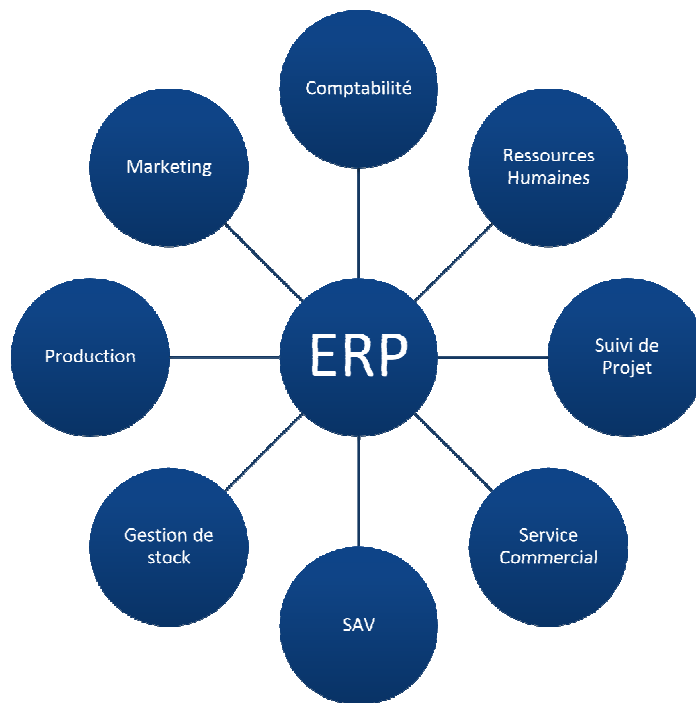 Comptabilité
Marketing
Ressources
Humaines
Production
ERP
Suivi de
Projet
Gestion de
stock
Service
Commercial
SAV